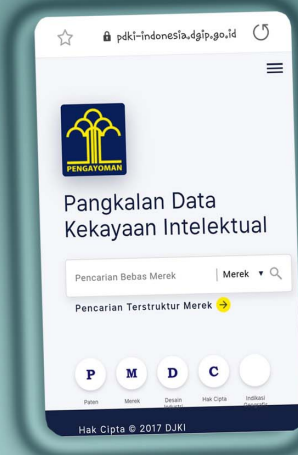 pdki-indonesia.dgip.go.id
PENGAYOMAN
Pangkalan Data
Kekayaan Intelektual
Pencarian Bebas Merek | Merek
Pencarian Terstruktur Merek
P M D C
Paten Merek Desain Industri Hak Cipta Indikasi Geografis
Hak Cipta © 2017 DJKI